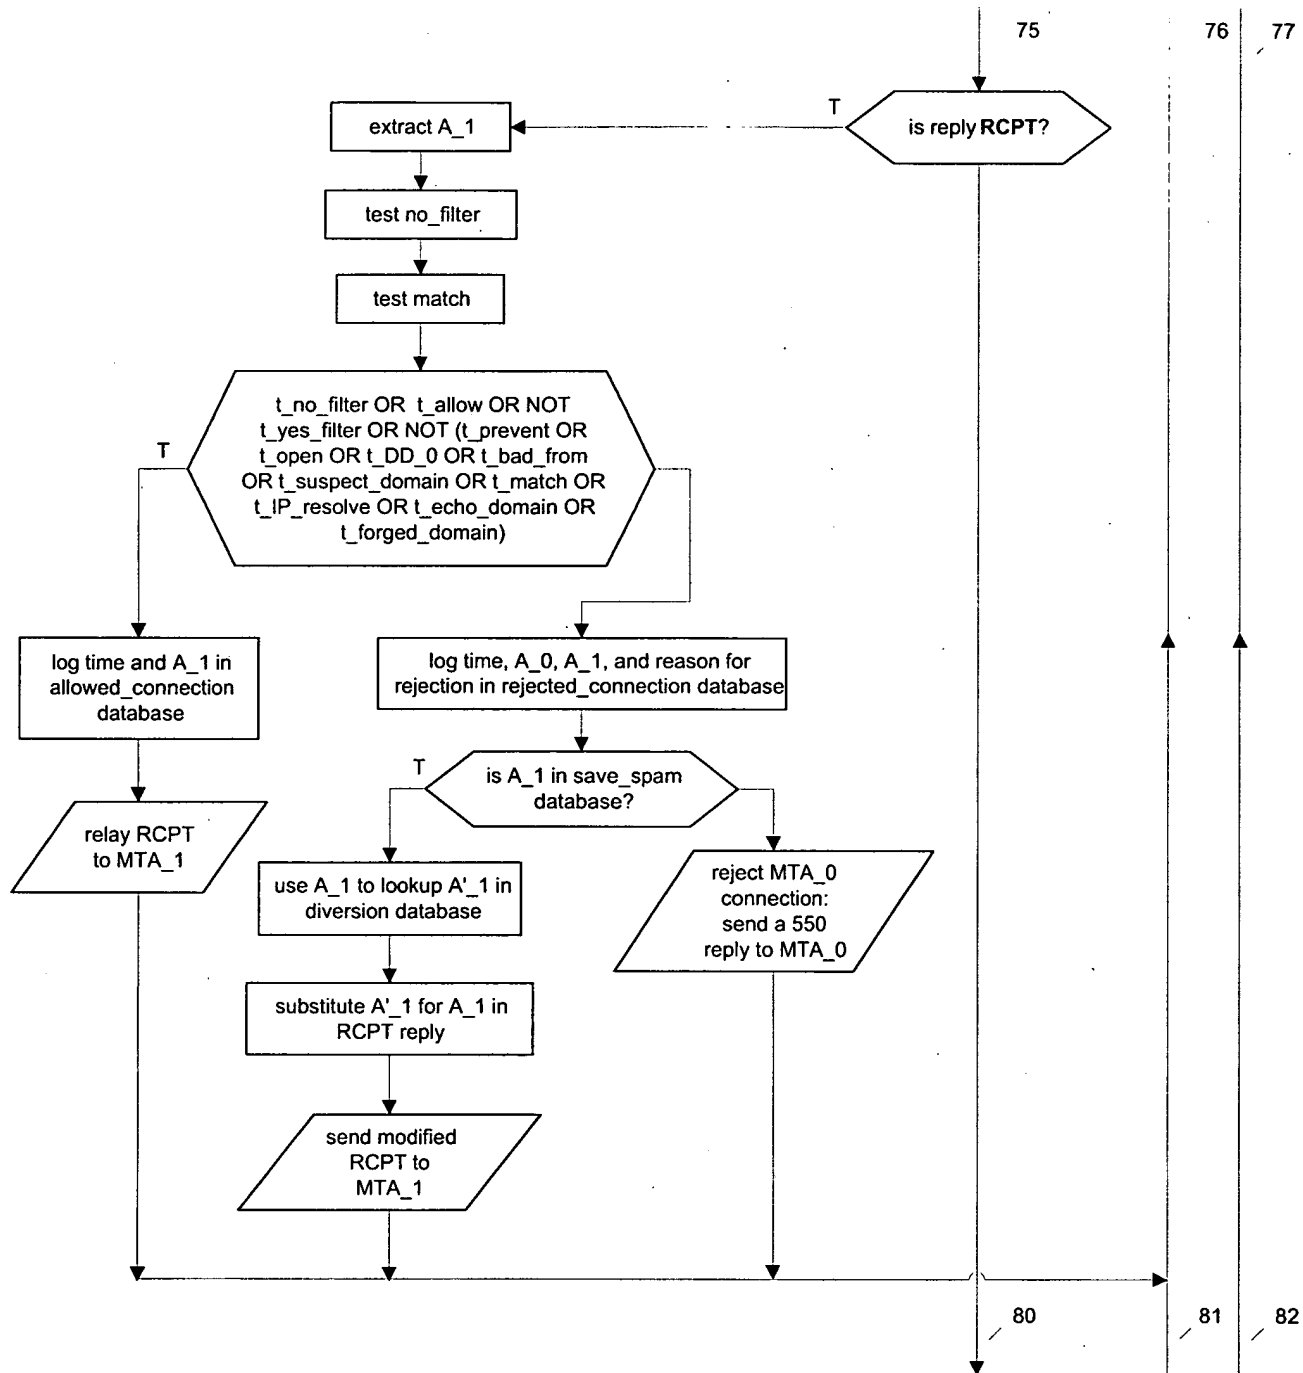 75
76
77
T
is reply RCPT?
extract A_1
test no_filter
test match
t_no_filter OR t_allow OR NOT
t_yes_filter OR NOT (t_prevent OR
t_open OR t_DD_0 OR t_bad_from
OR t_suspect_domain OR t_match OR
t_IP_resolve OR t_echo_domain OR
t_forged_domain)
T
log time and A_1 in
allowed_connection
database
log time, A_0, A_1, and reason for
rejection in rejected_connection database
T
is A_1 in save_spam
database?
relay RCPT
to MTA_1
use A_1 to lookup A'_1 in
diversion database
reject MTA_0
connection:
send a 550
reply to MTA_0
substitute A'_1 for A_1 in
RCPT reply
send modified
RCPT to
MTA_1
80
81
82